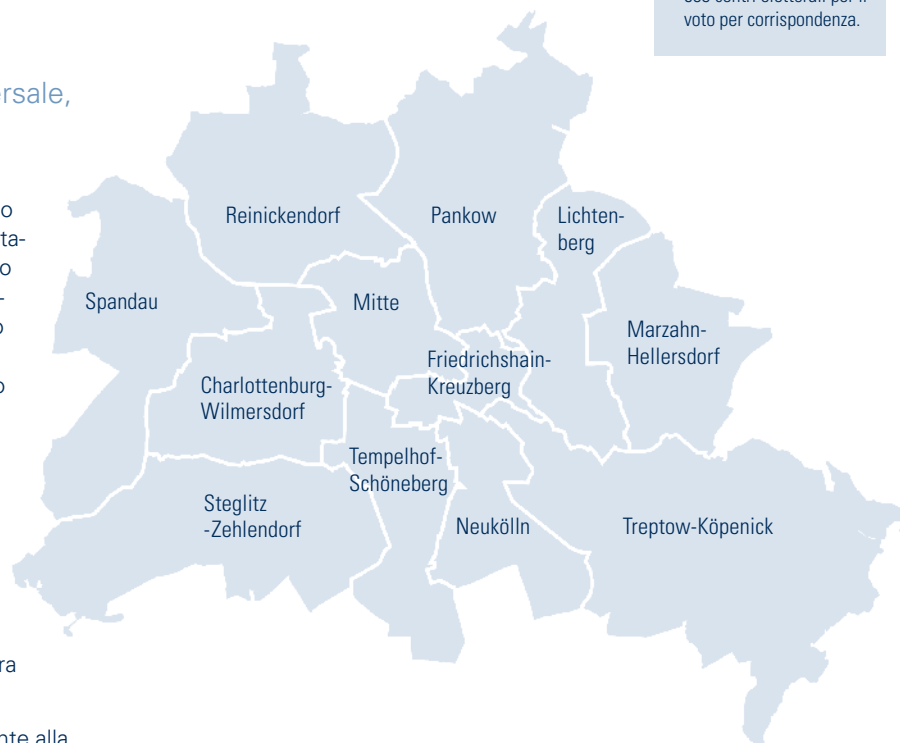 voto per corrispondenza.
Reinickendorf
Pankow
Lichten-
berg
Spandau
Mitte
Marzahn-
Hellersdorf
Friedrichshain-
Kreuzberg
Charlottenburg-
Wilmersdorf
Tempelhof-
Schöneberg
Steglitz
-Zehlendorf
Neukölln
Treptow-Köpenick
alla